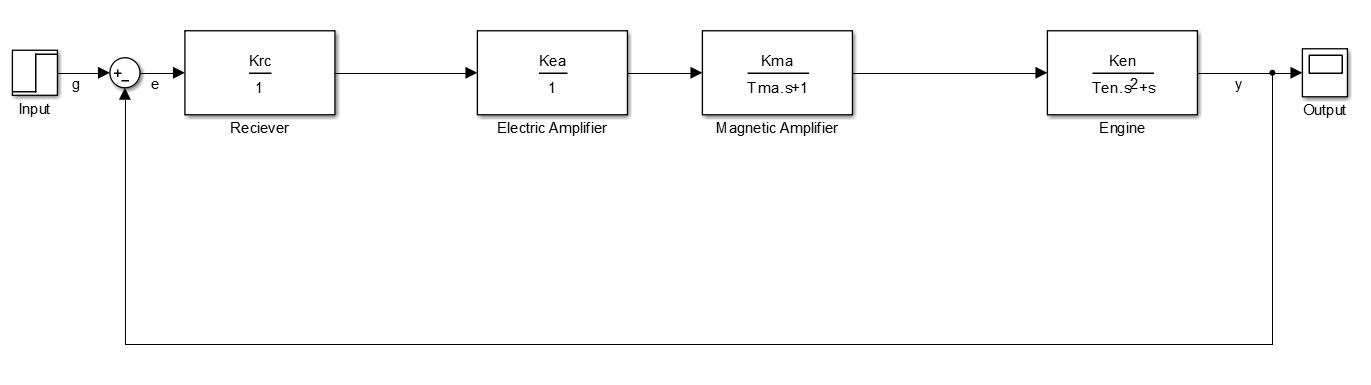 Input
g
+
−
e
Krc
1
Reciever
Kea
1
Electric Amplifier
Kma
Tma.s+1
Magnetic Amplifier
Ken
Ten.s²+s
Engine
y
Output